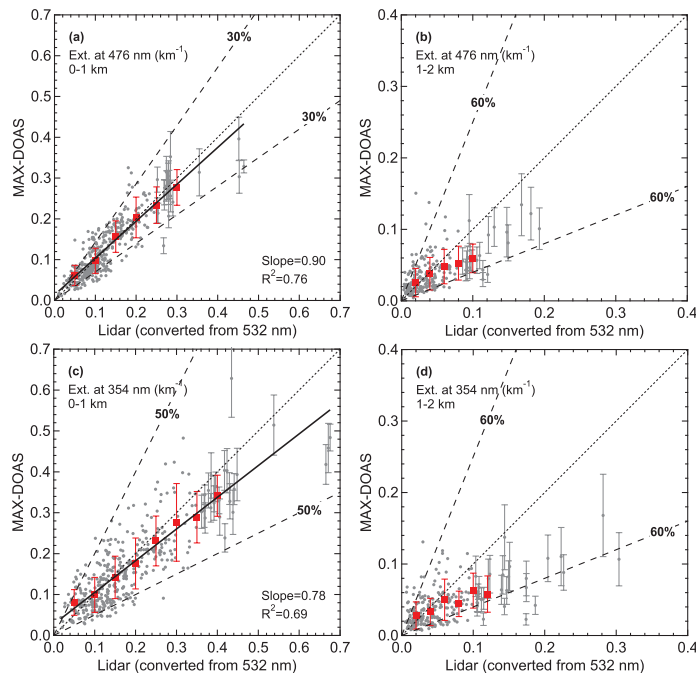 (a)
Ext. at 476 nm (km⁻¹)
0-1 km
30%
30%
Slope=0.90
R²=0.76
MAX-DOAS
0.7
0.6
0.5
0.4
0.3
0.2
0.1
0.0
0.0 0.1 0.2 0.3 0.4 0.5 0.6 0.7
Lidar (converted from 532 nm)
(b)
Ext. at 476 nm (km⁻¹)
1-2 km
60%
60%
MAX-DOAS
0.4
0.3
0.2
0.1
0.0
0.0 0.1 0.2 0.3 0.4
Lidar (converted from 532 nm)
(c)
Ext. at 354 nm (km⁻¹)
0-1 km
50%
50%
Slope=0.78
R²=0.69
MAX-DOAS
0.7
0.6
0.5
0.4
0.3
0.2
0.1
0.0
0.0 0.1 0.2 0.3 0.4 0.5 0.6 0.7
Lidar (converted from 532 nm)
(d)
Ext. at 354 nm (km⁻¹)
1-2 km
60%
60%
MAX-DOAS
0.4
0.3
0.2
0.1
0.0
0.0 0.1 0.2 0.3 0.4
Lidar (converted from 532 nm)